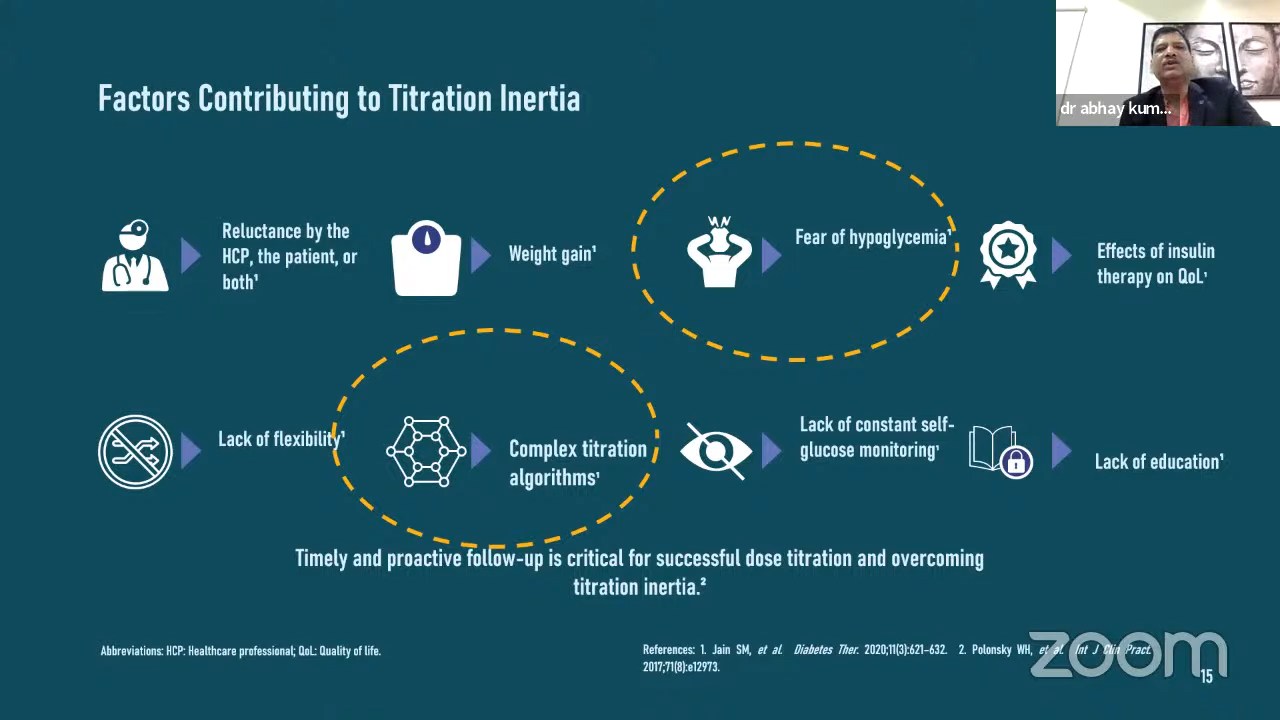 dr abhay kum...
Factors Contributing to Titration Inertia
Reluctance by the
HCP, the patient, or
both¹
Weight gain¹
Fear of hypoglycemia¹
Effects of insulin
therapy on QoL¹
Lack of flexibility¹
Complex titration
algorithms¹
Lack of constant self-
glucose monitoring¹
Lack of education¹
Timely and proactive follow-up is critical for successful dose titration and overcoming
titration inertia.²
Abbreviations: HCP: Healthcare professional; QoL: Quality of life.
References: 1. Jain SM, et al. Diabetes Ther. 2020;11(3):621–632. 2. Polonsky WH, et al. Int J Clin Pract.
2017;71(8):e12973.
zoom
15